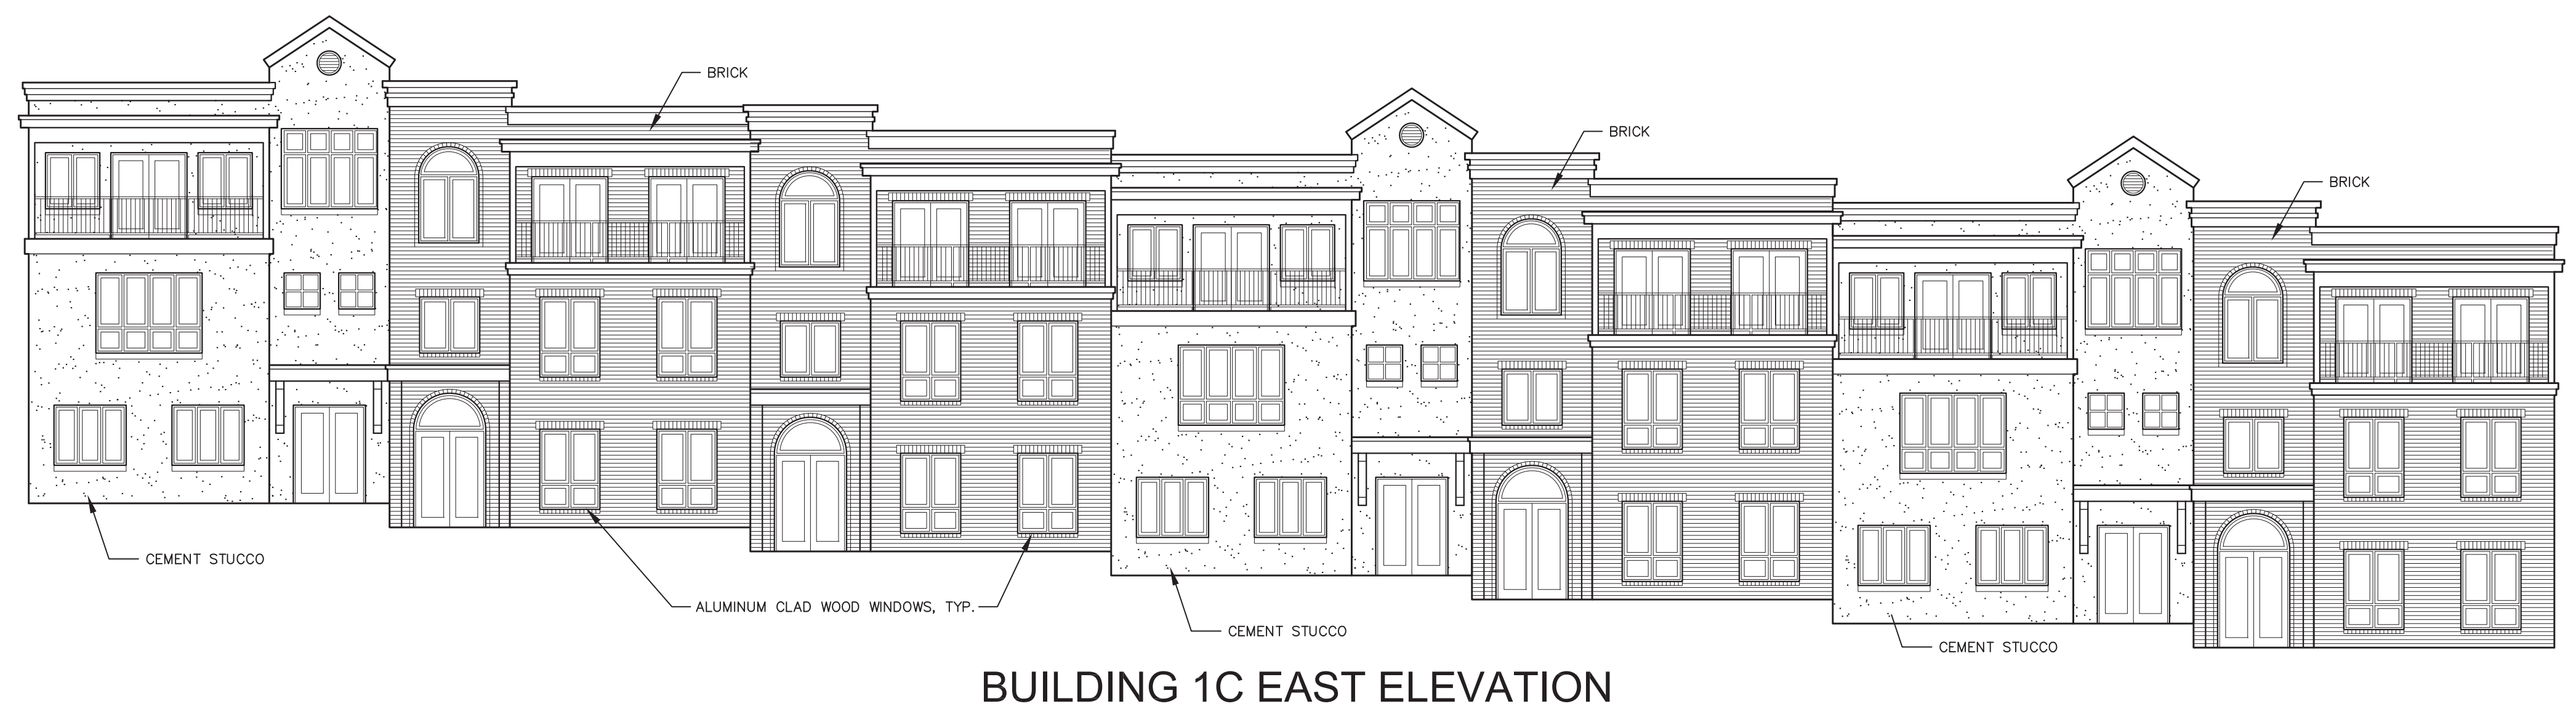 BRICK
BRICK
BRICK
CEMENT STUCCO
ALUMINUM CLAD WOOD WINDOWS, TYP.
CEMENT STUCCO
CEMENT STUCCO
BUILDING 1C EAST ELEVATION